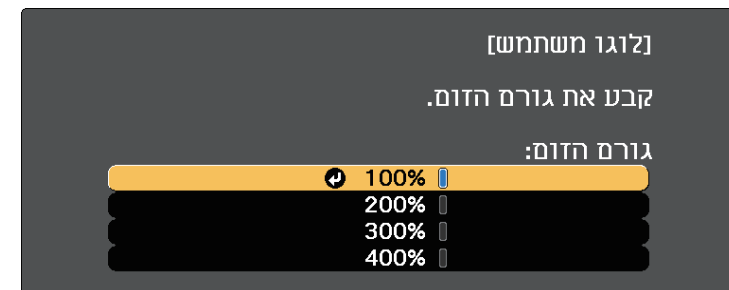 [לוגו משתמש]
קבע את גורם הזום.
גורם הזום:
100%
200%
300%
400%